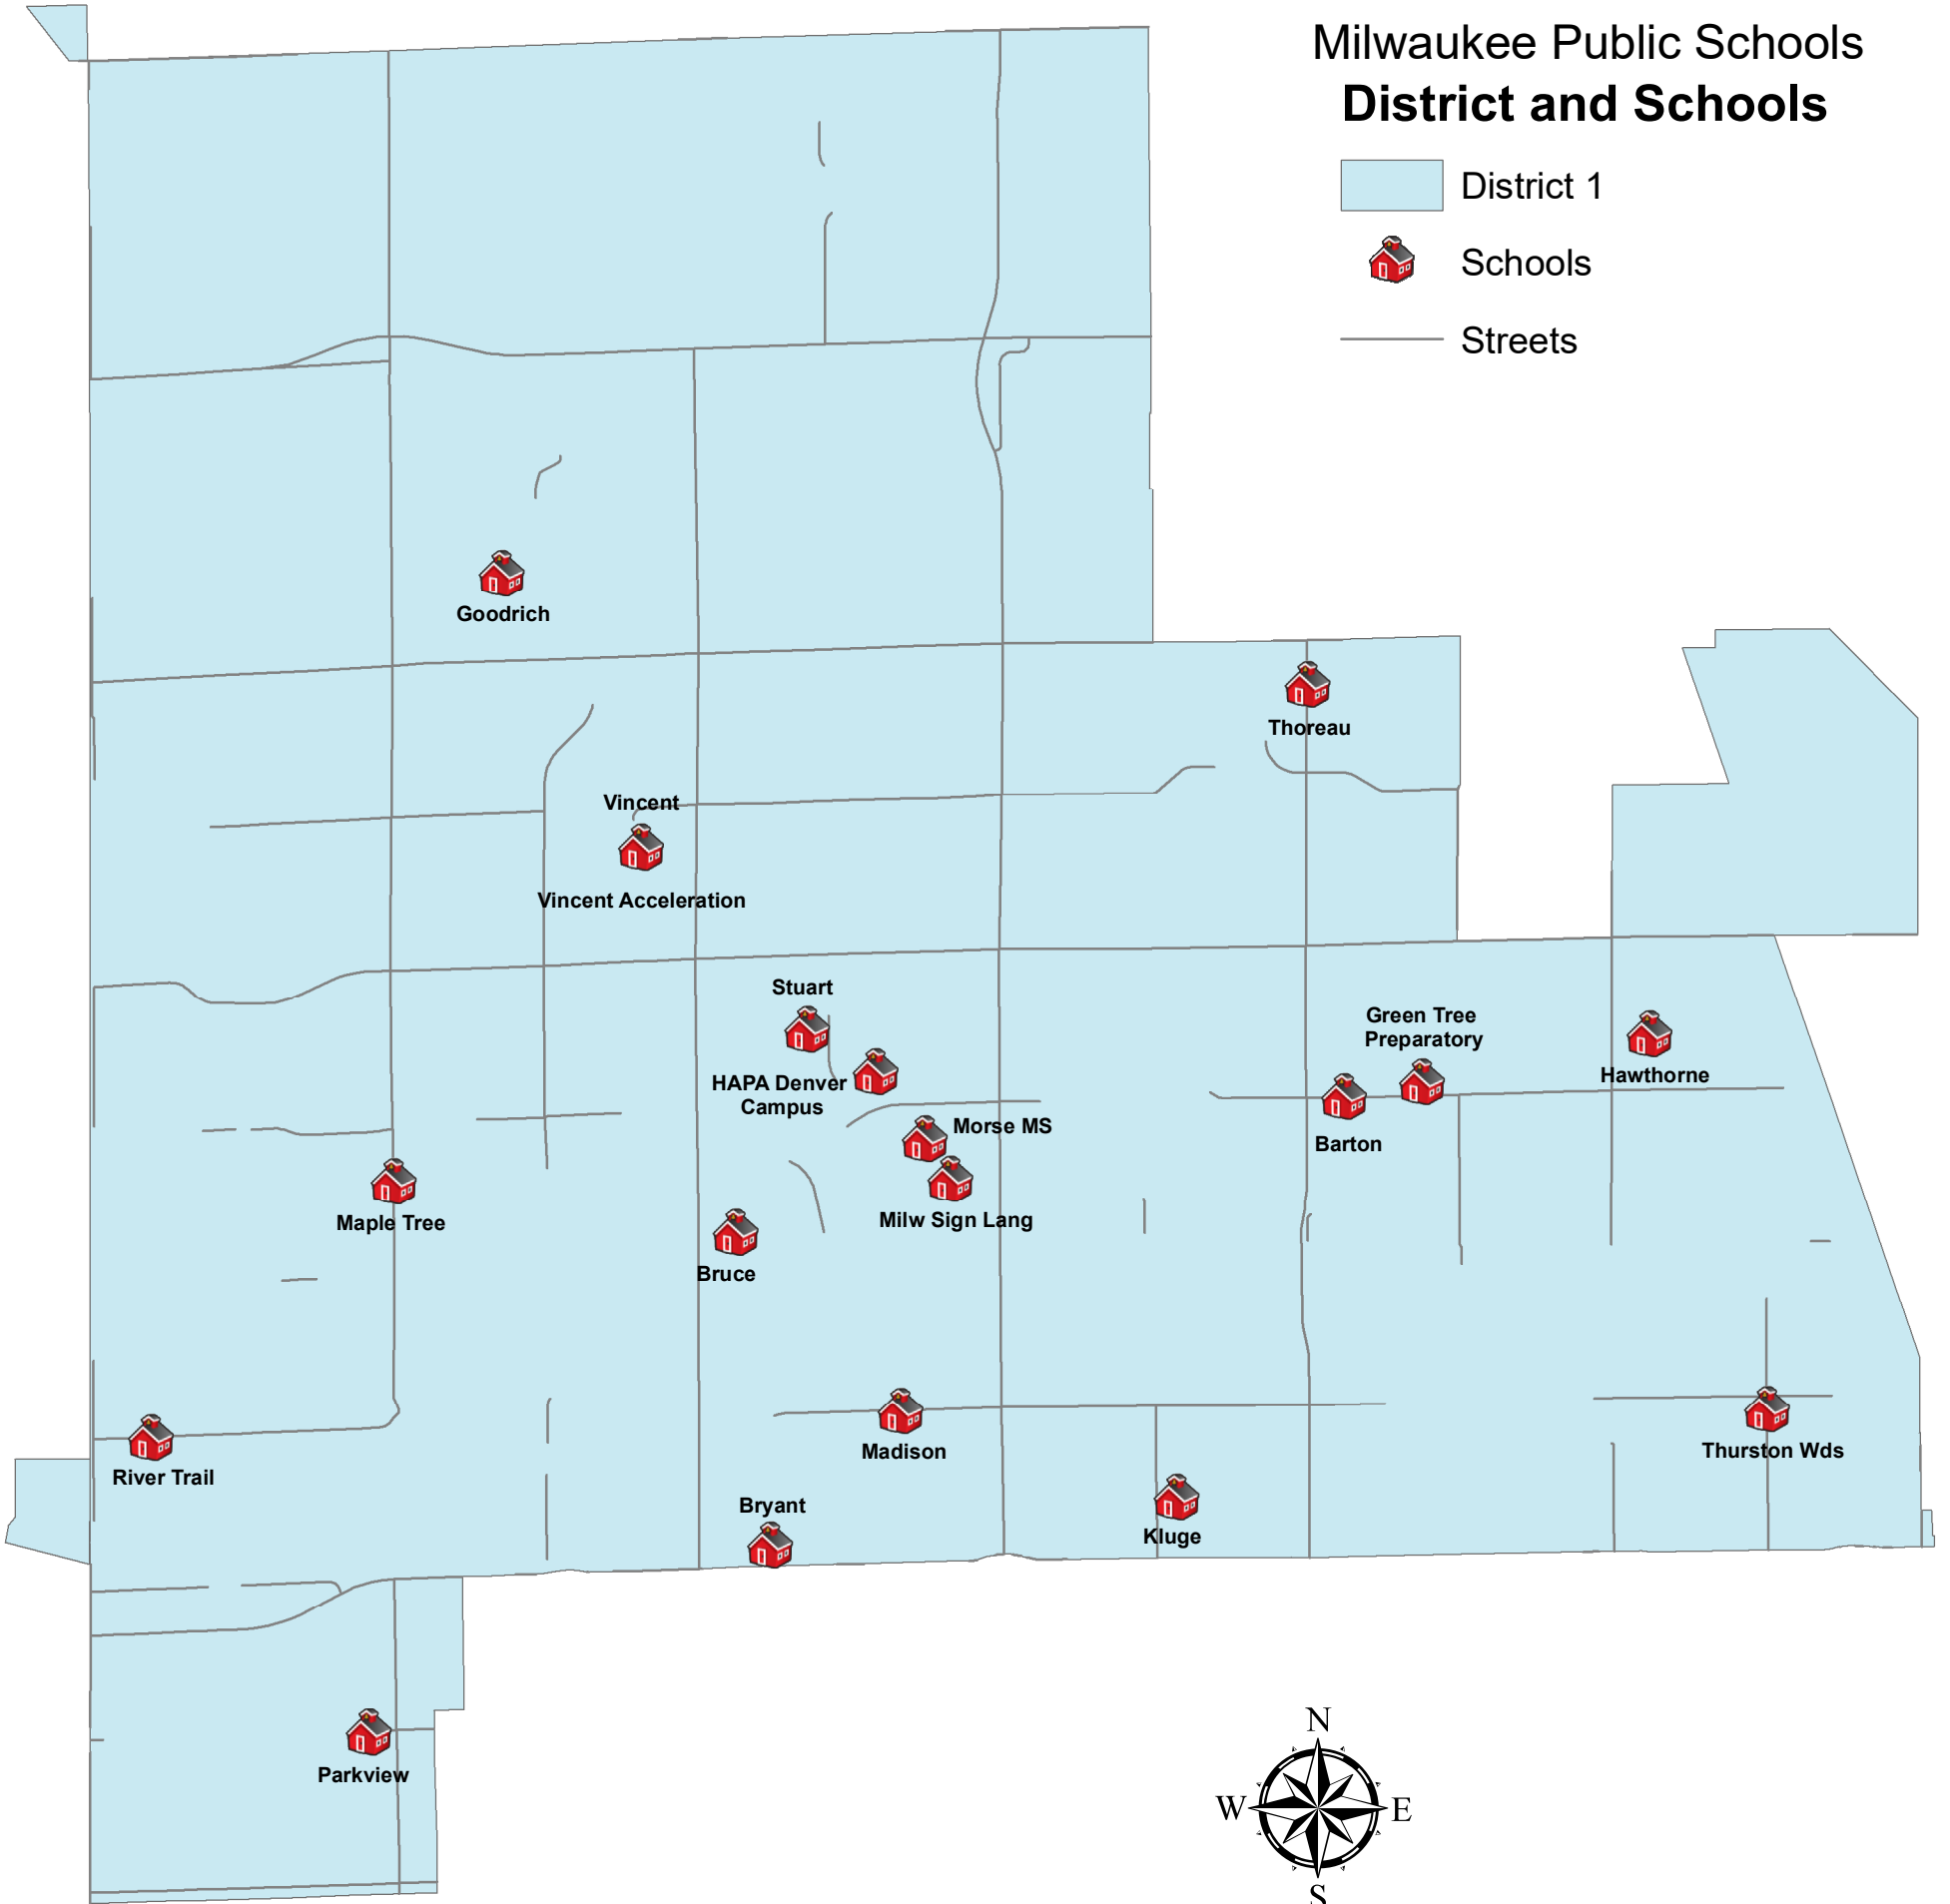 Milwaukee Public Schools
District and Schools
District 1
Schools
Streets
Goodrich
Thoreau
Vincent
Vincent Acceleration
Stuart
Green Tree
Preparatory
Hawthorne
HAPA Denver
Campus
Morse MS
Barton
Maple Tree
Milw Sign Lang
Bruce
Madison
Thurston Wds
River Trail
Bryant
Kluge
Parkview
N
W
E
S